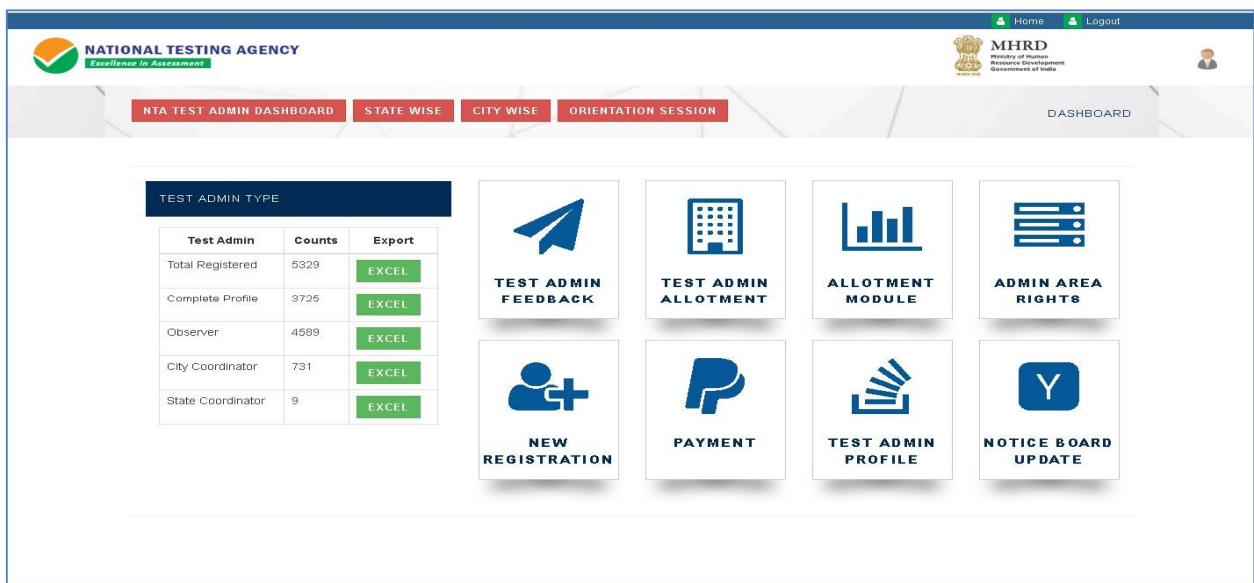 Home Logout
NATIONAL TESTING AGENCY
Excellence in Assessment
MHRD
Ministry of Human
Resource Development
Government of India
NTA TEST ADMIN DASHBOARD STATE WISE CITY WISE ORIENTATION SESSION
DASHBOARD
TEST ADMIN TYPE
Test Admin Counts Export
Total Registered 5329 EXCEL
Complete Profile 3725 EXCEL
Observer 4589 EXCEL
City Coordinator 731 EXCEL
State Coordinator 9 EXCEL
TEST ADMIN
FEEDBACK
TEST ADMIN
ALLOTMENT
ALLOTMENT
MODULE
ADMIN AREA
RIGHTS
NEW
REGISTRATION
PAYMENT
TEST ADMIN
PROFILE
Y
NOTICE BOARD
UPDATE